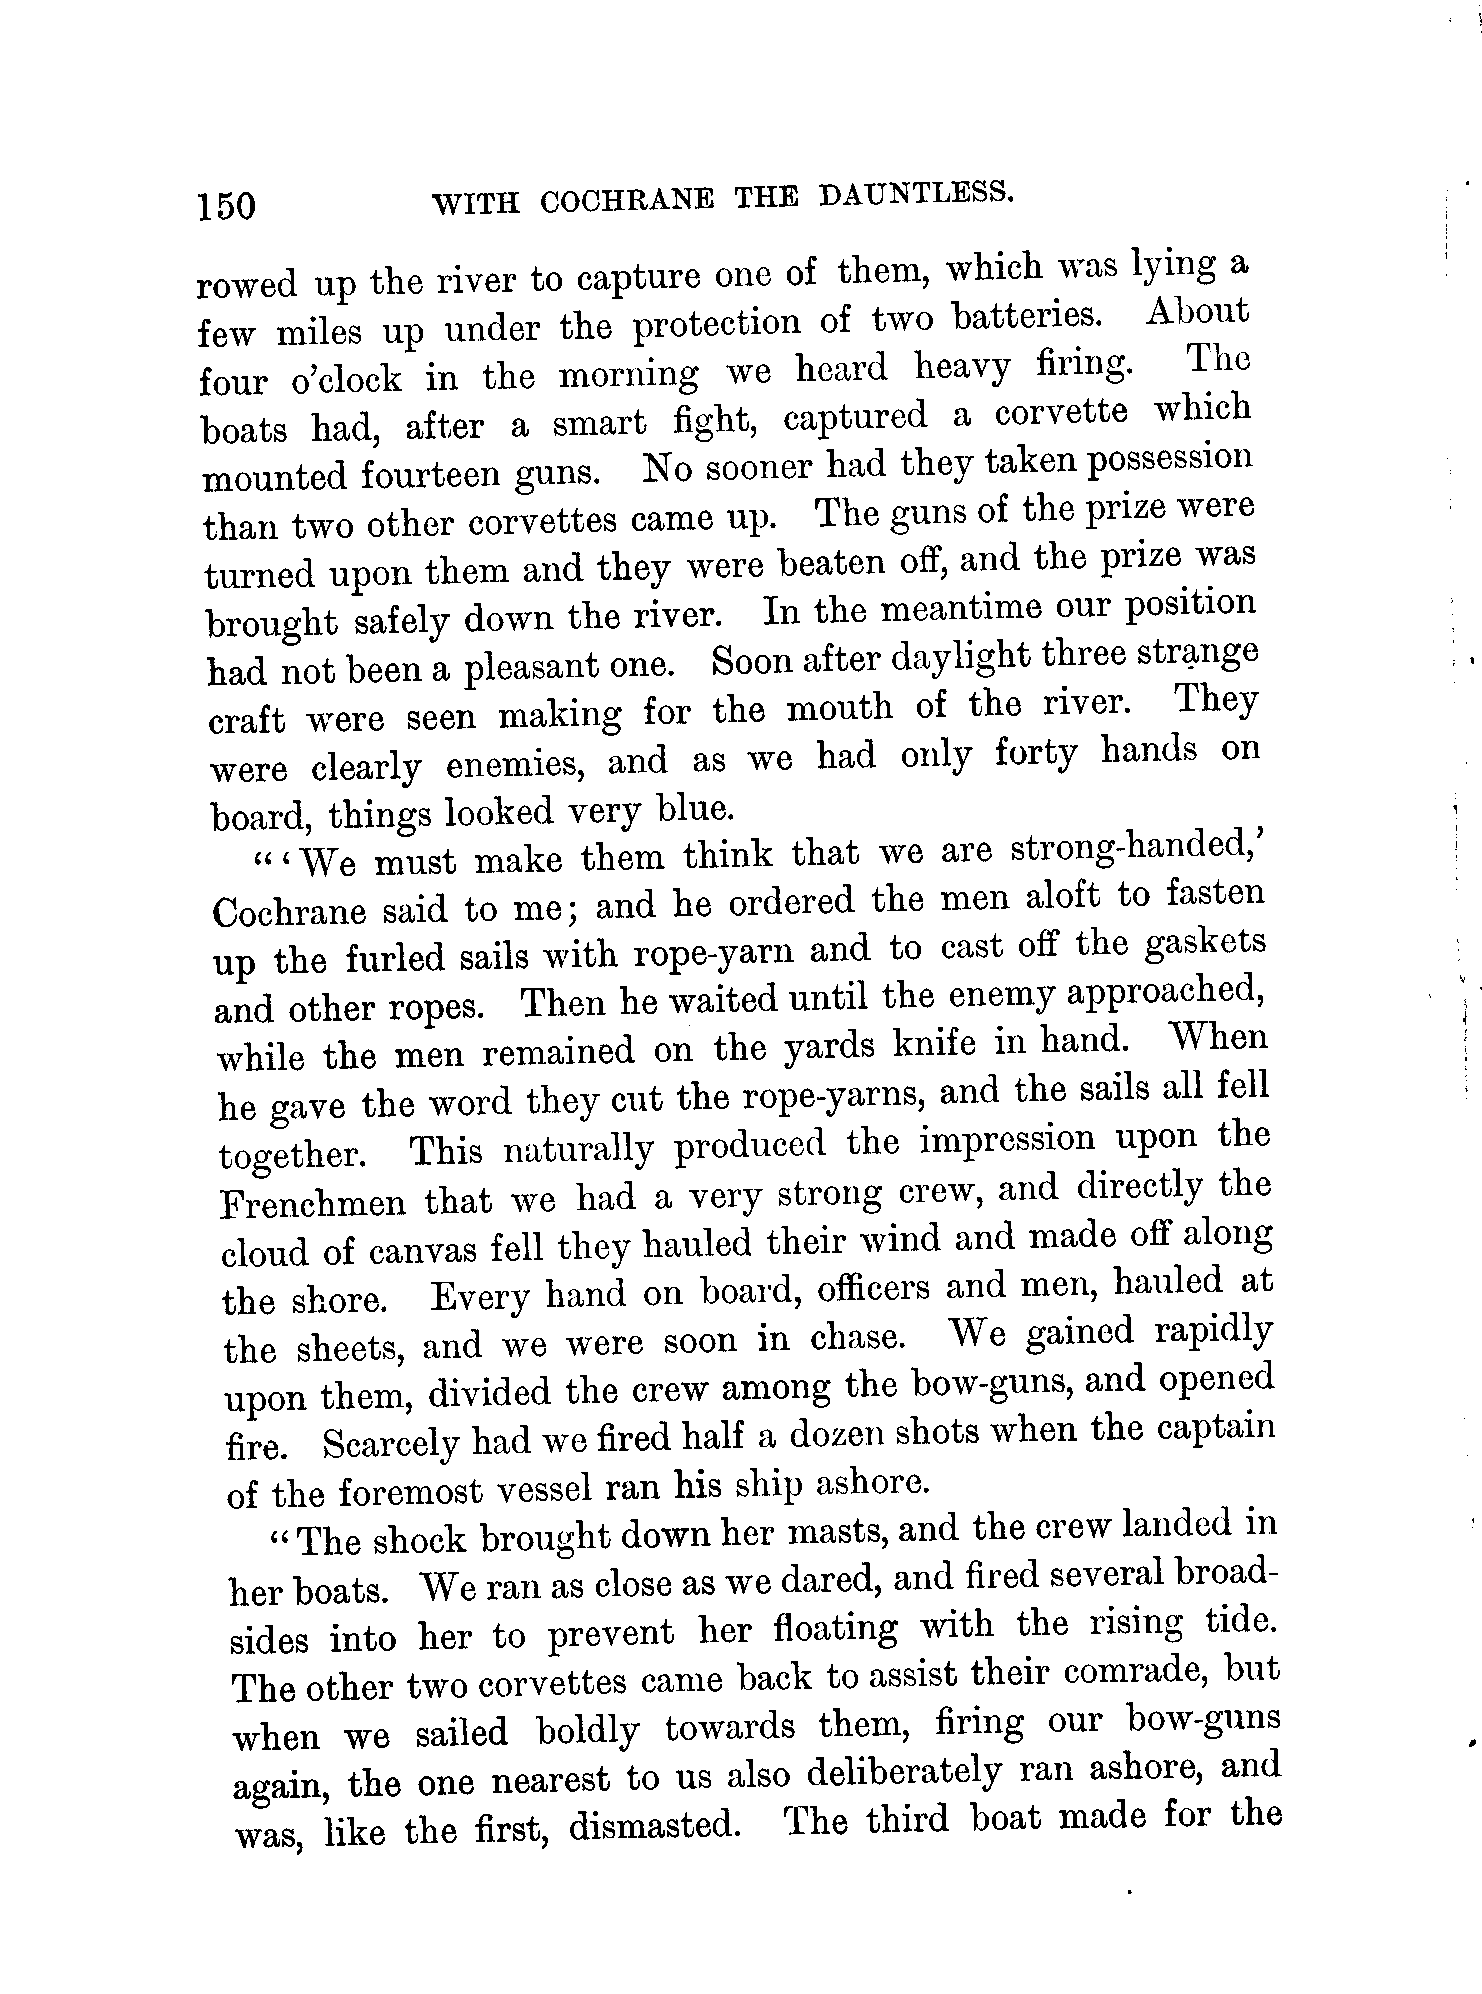 150 WITH COCHRANE THE DAUNTLESS.
rowed up the river to capture one of them, which was lying a
few miles up under the protection of two batteries. About
four o'clock in the morning we heard heavy firing. The
boats had, after a smart fight, captured a corvette which
mounted fourteen guns. No sooner had they taken possession
than two other corvettes came up. The guns of the prize were
turned upon them and they were beaten off, and the prize was
brought safely down the river. In the meantime our position
had not been a pleasant one. Soon after daylight three strange
craft were seen making for the mouth of the river. They
were clearly enemies, and as we had only forty hands on
board, things looked very blue.
"'We must make them think that we are strong-handed,'
Cochrane said to me; and he ordered the men aloft to fasten
up the furled sails with rope-yarn and to cast off the gaskets
and other ropes. Then he waited until the enemy approached,
while the men remained on the yards knife in hand. When
he gave the word they cut the rope-yarns, and the sails all fell
together. This naturally produced the impression upon the
Frenchmen that we had a very strong crew, and directly the
cloud of canvas fell they hauled their wind and made off along
the shore. Every hand on board, officers and men, hauled at
the sheets, and we were soon in chase. We gained rapidly
upon them, divided the crew among the bow-guns, and opened
fire. Scarcely had we fired half a dozen shots when the captain
of the foremost vessel ran his ship ashore.
"The shock brought down her masts, and the crew landed in
her boats. We ran as close as we dared, and fired several broad-
sides into her to prevent her floating with the rising tide.
The other two corvettes came back to assist their comrade, but
when we sailed boldly towards them, firing our bow-guns
again, the one nearest to us also deliberately ran ashore, and
was, like the first, dismasted. The third boat made for the